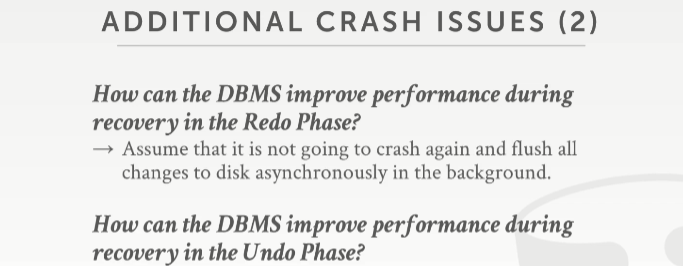 ADDITIONAL CRASH ISSUES (2)
How can the DBMS improve performance during
recovery in the Redo Phase?
→ Assume that it is not going to crash again and flush all
changes to disk asynchronously in the background.
How can the DBMS improve performance during
recovery in the Undo Phase?